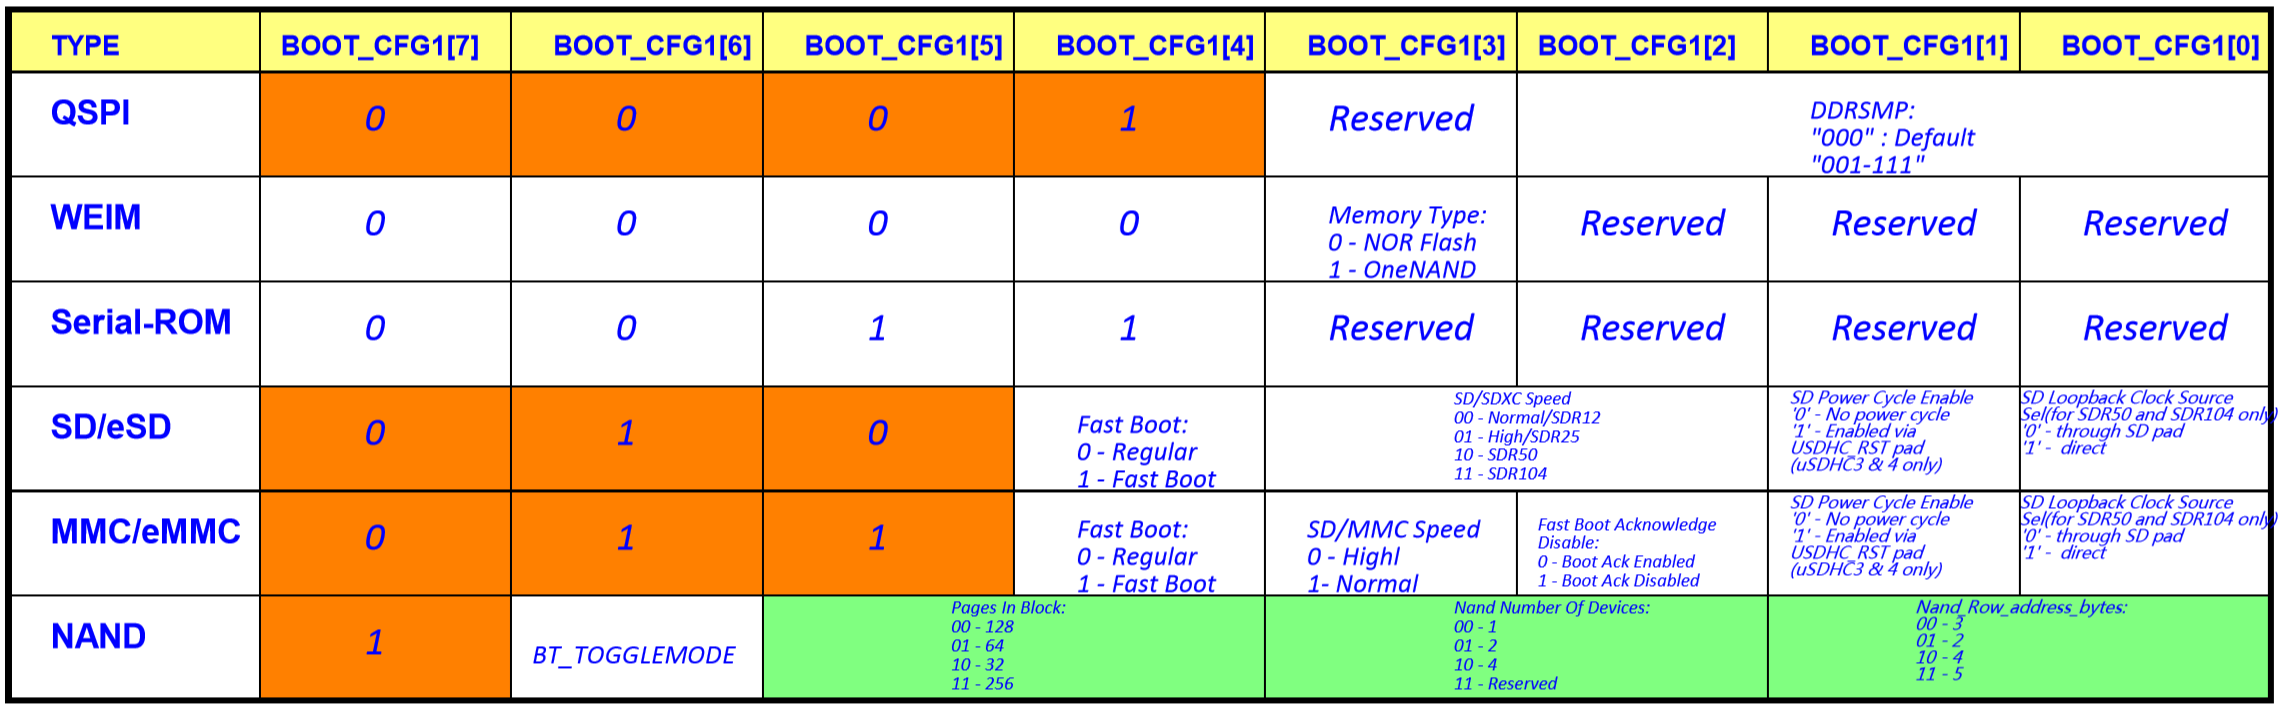 TYPE BOOT_CFG1[7] BOOT_CFG1[6] BOOT_CFG1[5] BOOT_CFG1[4] BOOT_CFG1[3] BOOT_CFG1[2] BOOT_CFG1[1] BOOT_CFG1[0]
QSPI 0 0 0 1 Reserved
DDRSMP:
"000" : Default
"001-111"
WEIM 0 0 0 0
Memory Type:
0 - NOR Flash
1 - OneNAND
Reserved Reserved Reserved
Serial-ROM 0 0 1 1 Reserved Reserved Reserved Reserved
SD/eSD 0 1 0
Fast Boot:
0 - Regular
1 - Fast Boot
SD/SDXC Speed
00 - Normal/SDR12
01 - High/SDR25
10 - SDR50
11 - SDR104
SD Power Cycle Enable
'0' - No power cycle
'1' - Enabled via
USDHC_RST pad
(uSDHC3 & 4 only)
SD Loopback Clock Source
Sel(for SDR50 and SDR104 only)
'0' - through SD pad
'1' - direct
MMC/eMMC 0 1 1
Fast Boot:
0 - Regular
1 - Fast Boot
SD/MMC Speed
0 - Highl
1- Normal
Fast Boot Acknowledge
Disable:
0 - Boot Ack Enabled
1 - Boot Ack Disabled
SD Power Cycle Enable
'0' - No power cycle
'1' - Enabled via
USDHC_RST pad
(uSDHC3 & 4 only)
SD Loopback Clock Source
Sel(for SDR50 and SDR104 only)
'0' - through SD pad
'1' - direct
NAND 1 BT_TOGGLEMODE
Pages In Block:
00 - 128
01 - 64
10 - 32
11 - 256
Nand Number Of Devices:
00 - 1
01 - 2
10 - 4
11 - Reserved
Nand_Row_address_bytes:
00 - 3
01 - 2
10 - 4
11 - 5